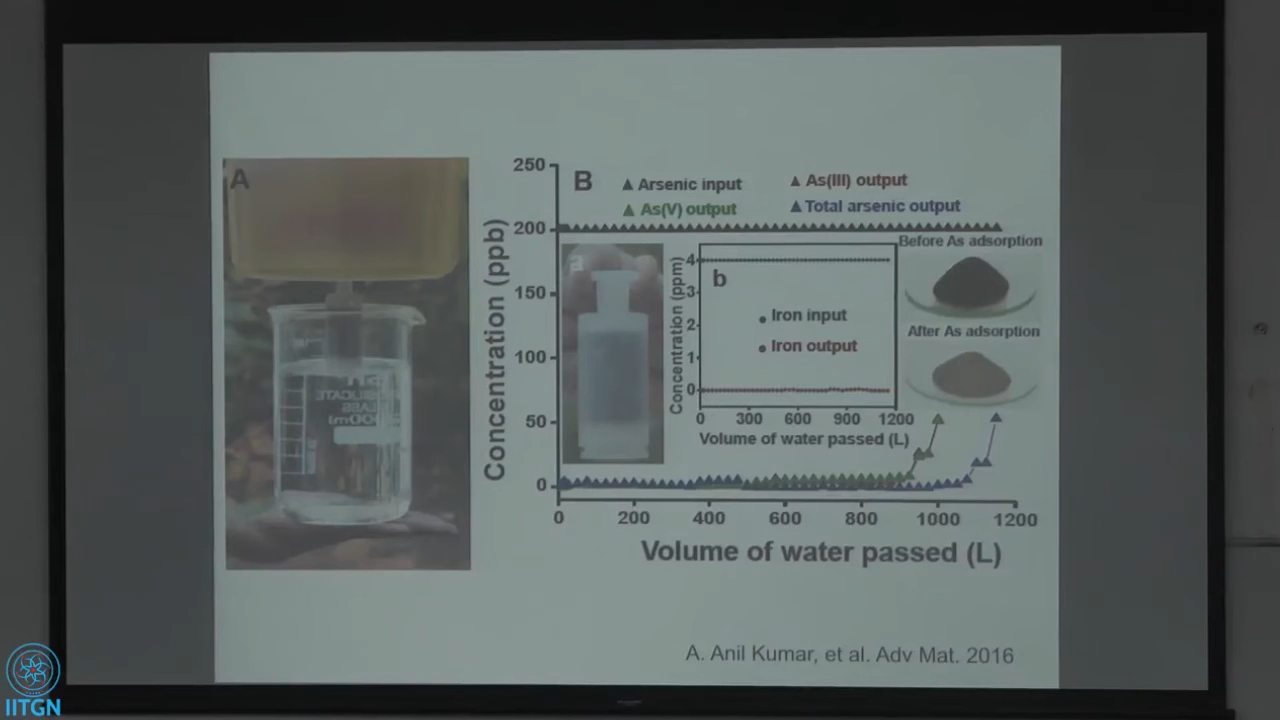 A
B
Arsenic input
As(III) output
As(V) output
Total arsenic output
Concentration (ppb)
250
200
150
100
50
0
0 200 400 600 800 1000 1200
Volume of water passed (L)
a
b
Concentration (ppm)
4
3
2
1
0
Iron input
Iron output
0 300 600 900 1200
Volume of water passed (L)
Before As adsorption
After As adsorption
A. Anil Kumar, et al. Adv Mat. 2016
IITGN